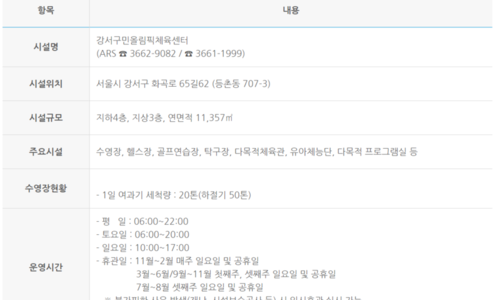 항목 내용
시설명
강서구민올림픽체육센터
(ARS ☎ 3662-9082 / ☎ 3661-1999)
시설위치 서울시 강서구 화곡로 65길62 (등촌동 707-3)
시설규모 지하4층, 지상3층, 연면적 11,357㎡
주요시설 수영장, 헬스장, 골프연습장, 탁구장, 다목적체육관, 유아체능단, 다목적 프로그램실 등
수영장현황
- 1일 여과기 세척량 : 20톤(하절기 50톤)
운영시간
- 평 일 : 06:00~22:00
- 토요일 : 06:00~20:00
- 일요일 : 10:00~17:00
- 휴관일 : 11월~2월 매주 일요일 및 공휴일
3월~6월/9월~11월 첫째주, 셋째주 일요일 및 공휴일
7월~8월 셋째주 일요일 및 공휴일